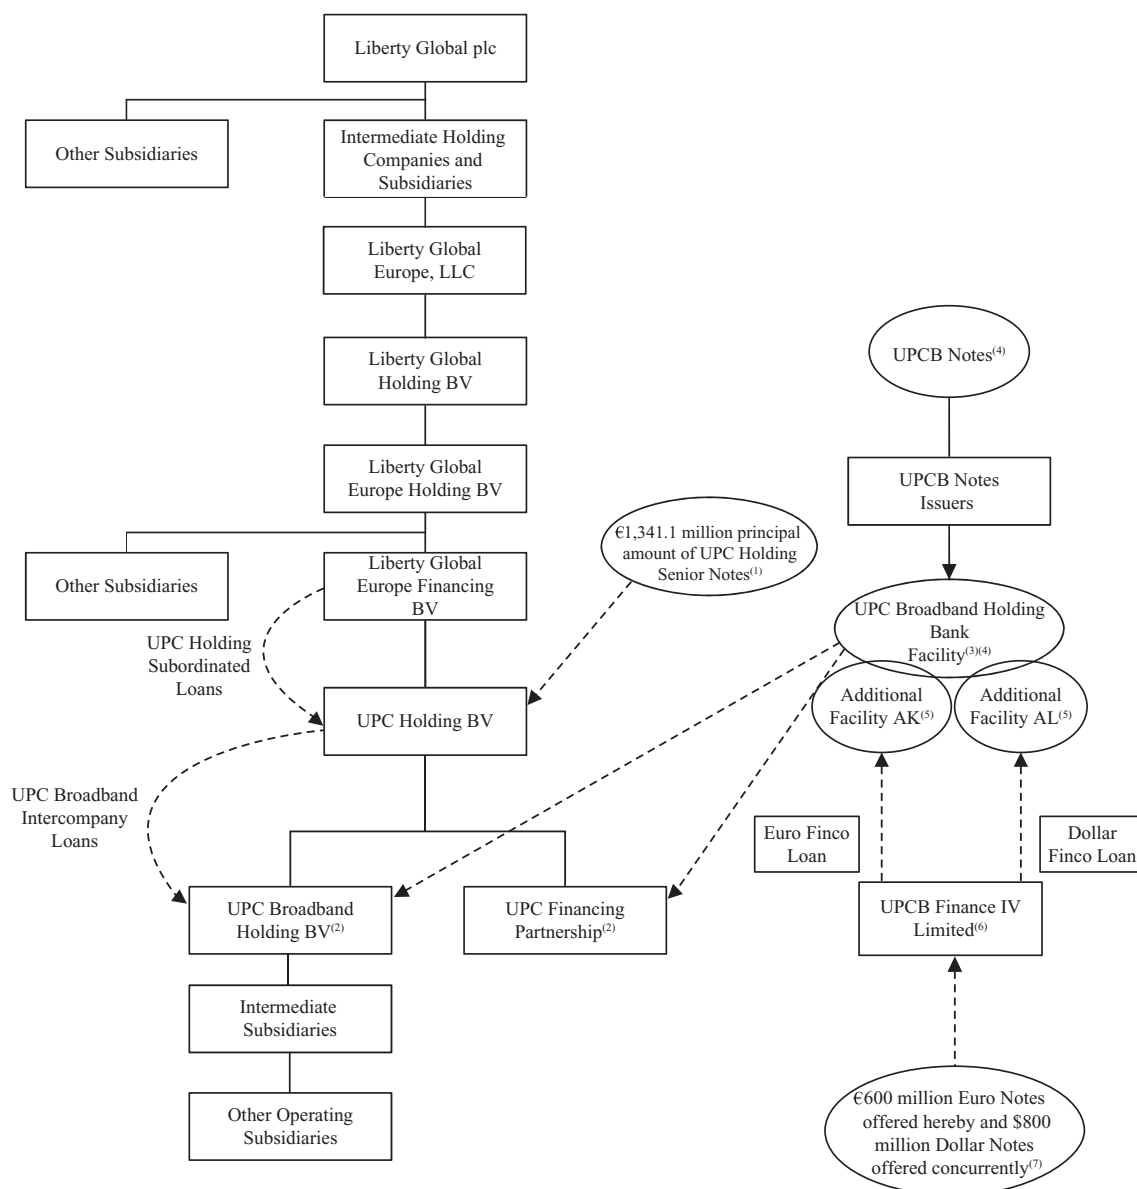 Liberty Global plc
Other Subsidiaries
Intermediate Holding
Companies and
Subsidiaries
Liberty Global
Europe, LLC
Liberty Global
Holding BV
UPCB Notes(4)
Liberty Global
Europe Holding BV
UPCB Notes
Issuers
€1,341.1 million principal
amount of UPC Holding
Senior Notes(1)
Other Subsidiaries
Liberty Global
Europe Financing
BV
UPC Broadband Holding
Bank
Facility(3)(4)
UPC Holding
Subordinated
Loans
Additional
Facility AK(5)
Additional
Facility AL(5)
UPC Holding BV
UPC Broadband
Intercompany
Loans
Euro Finco
Loan
Dollar
Finco Loan
UPC Broadband
Holding BV(2)
UPC Financing
Partnership(2)
UPCB Finance IV
Limited(6)
Intermediate
Subsidiaries
Other Operating
Subsidiaries
€600 million Euro Notes
offered hereby and $800
million Dollar Notes
offered concurrently(7)